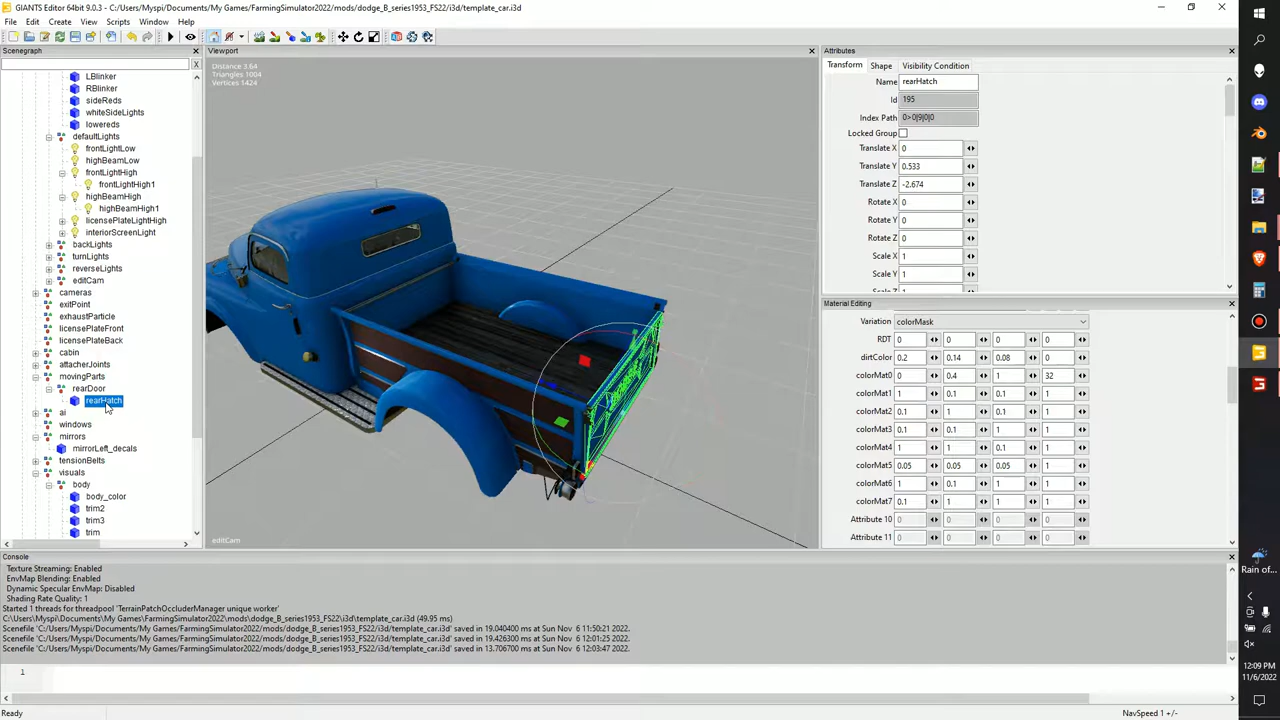 GIANTS Editor 64bit 9.0.3 - C:/Users/Myspi/Documents/My Games/FarmingSimulator2022/mods/dodge_B_series1953_FS22/i3d/template_car.i3d
File Edit Create View Scripts Window Help
Scenegraph
X
LBlinker
RBlinker
sideReds
whiteSideLights
lowereds
defaultLights
frontLightLow
highBeamLow
frontLightHigh
frontLightHigh1
highBeamHigh
highBeamHigh1
licensePlateLightHigh
interiorScreenLight
backLights
turnLights
reverseLights
editCam
cameras
exitPoint
exhaustParticle
licensePlateFront
licensePlateBack
cabin
attacherJoints
movingParts
rearDoor
rearHatch
ai
windows
mirrors
mirrorLeft_decals
tensionBelts
visuals
body
body_color
trim2
trim3
trim
Viewport
Distance 3.64
Triangles 1004
Vertices 1424
editCam
Attributes
Transform Shape Visibility Condition
Name rearHatch
Id 195
Index Path 0>0|9|0|0
Locked Group
Translate X 0
Translate Y 0.533
Translate Z -2.674
Rotate X 0
Rotate Y 0
Rotate Z 0
Scale X 1
Scale Y 1
Scale Z 1
Material Editing
Variation colorMask
RDT 0 0 0 0
dirtColor 0.2 0.14 0.08 0
colorMat0 0 0.4 1 32
colorMat1 1 0.1 0.1 1
colorMat2 0.1 1 0.1 1
colorMat3 0.1 0.1 1 1
colorMat4 1 1 0.1 1
colorMat5 0.05 0.05 0.05 1
colorMat6 1 0.1 1 1
colorMat7 0.1 1 1 1
Attribute 10 0 0 0 0
Attribute 11 0 0 0 0
Console
Texture Streaming: Enabled
EnvMap Blending: Enabled
Dynamic Specular EnvMap: Disabled
Shading Rate Quality: 1
Started 1 threads for threadpool 'TerrainPatchOccluderManager unique worker'
C:\Users\Myspi\Documents\My Games\FarmingSimulator2022\mods\dodge_B_series1953_FS22\i3d\template_car.i3d (49.95 ms)
Scenefile 'C:/Users/Myspi/Documents/My Games/FarmingSimulator2022/mods/dodge_B_series1953_FS22/i3d/template_car.i3d' saved in 19.040400 ms at Sun Nov 6 11:50:21 2022.
Scenefile 'C:/Users/Myspi/Documents/My Games/FarmingSimulator2022/mods/dodge_B_series1953_FS22/i3d/template_car.i3d' saved in 19.426300 ms at Sun Nov 6 12:01:25 2022.
Scenefile 'C:/Users/Myspi/Documents/My Games/FarmingSimulator2022/mods/dodge_B_series1953_FS22/i3d/template_car.i3d' saved in 13.706700 ms at Sun Nov 6 12:03:47 2022.
1
Ready
NavSpeed 1 +/-
Rain of...
12:09 PM
11/6/2022